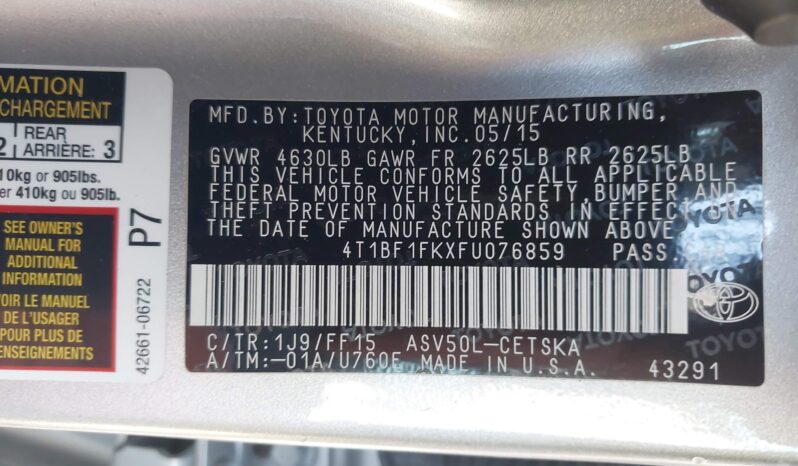 MATION
CHARGEMENT
2 REAR
ARRIÈRE: 3
10kg or 905lbs.
er 410kg ou 905lb.
SEE OWNER'S
MANUAL FOR
ADDITIONAL
INFORMATION
VOIR LE MANUEL
DE L'USAGER
POUR PLUS DE
RENSEIGNEMENTS
P7
42661-06722
MFD.BY:TOYOTA MOTOR MANUFACTURING,
KENTUCKY, INC.05/15
GVWR 4630LB GAWR FR 2625LB RR 2625LB
THIS VEHICLE CONFORMS TO ALL APPLICABLE
FEDERAL MOTOR VEHICLE SAFETY,BUMPER AND
THEFT PREVENTION STANDARDS IN EFFECT ON
THE DATE OF MANUFACTURE SHOWN ABOVE.
4T1BF1FKXFU076859 PASS.
TOYOTA
C/TR:1J9/FF15 ASV50L-CETSKA
A/TM:-01A/U760E MADE IN U.S.A. 43291